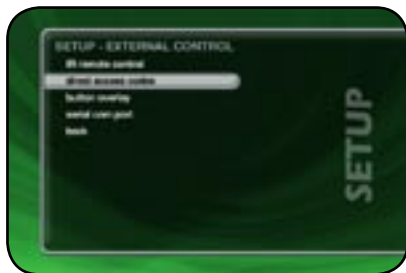 SETUP - EXTERNAL CONTROL
IR remote control
direct access codes
button overlay
serial com port
back
SETUP